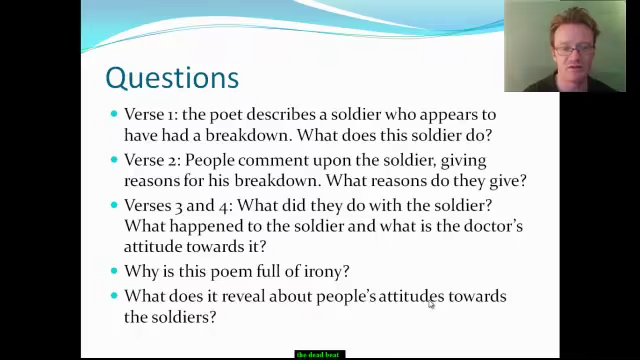 Questions
Verse 1: the poet describes a soldier who appears to
have had a breakdown. What does this soldier do?
Verse 2: People comment upon the soldier, giving
reasons for his breakdown. What reasons do they give?
Verses 3 and 4: What did they do with the soldier?
What happened to the soldier and what is the doctor's
attitude towards it?
Why is this poem full of irony?
What does it reveal about people's attitudes towards
the soldiers?
the dead beat